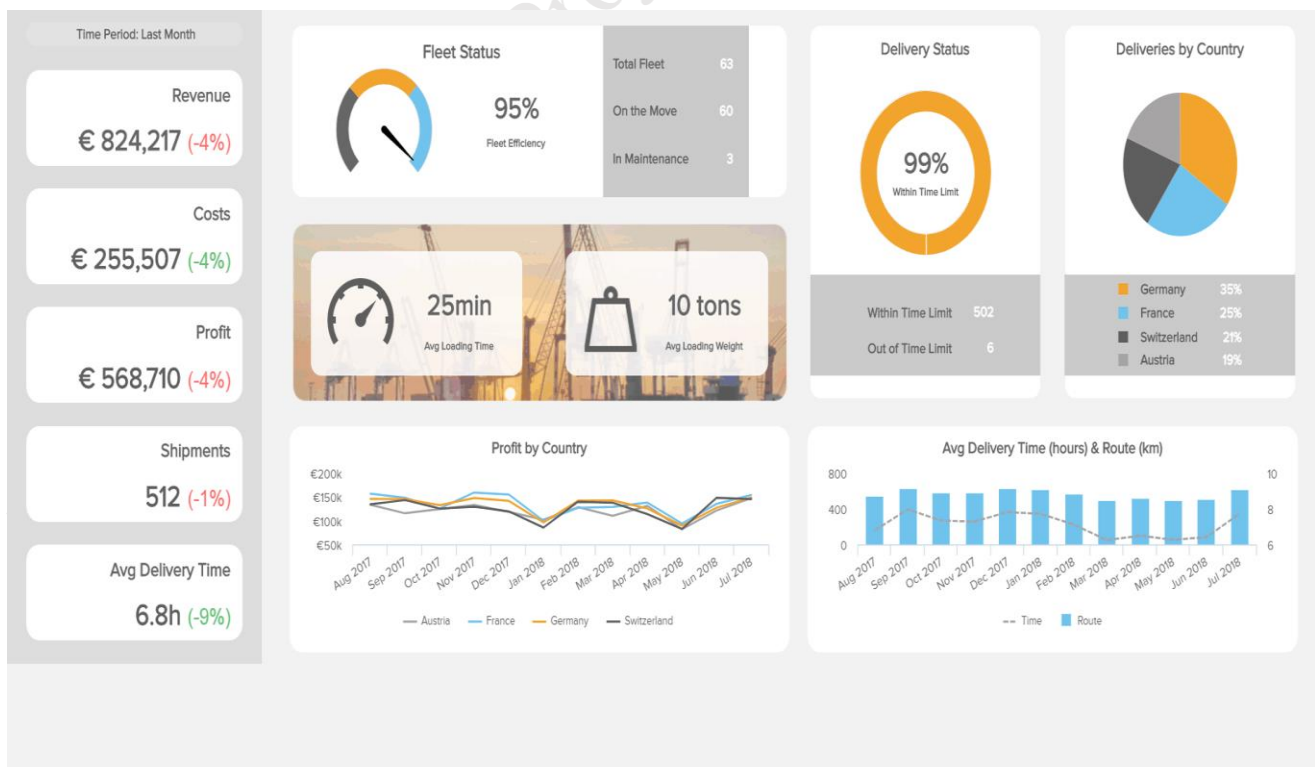 Time Period: Last Month
Revenue
€ 824,217 (-4%)
Costs
€ 255,507 (-4%)
Profit
€ 568,710 (-4%)
Shipments
512 (-1%)
Avg Delivery Time
6.8h (-9%)
Fleet Status
95%
Fleet Efficiency
Total Fleet 63
On the Move 60
In Maintenance 3
25min
Avg Loading Time
10 tons
Avg Loading Weight
Delivery Status
99%
Within Time Limit
Within Time Limit 502
Out of Time Limit 6
Deliveries by Country
Germany 35%
France 25%
Switzerland 21%
Austria 19%
Profit by Country
€200k
€150k
€100k
€50k
Aug 2017 Sep 2017 Oct 2017 Nov 2017 Dec 2017 Jan 2018 Feb 2018 Mar 2018 Apr 2018 May 2018 Jun 2018 Jul 2018
Austria France Germany Switzerland
Avg Delivery Time (hours) & Route (km)
800 10
400 8
0 6
Aug 2017 Sep 2017 Oct 2017 Nov 2017 Dec 2017 Jan 2018 Feb 2018 Mar 2018 Apr 2018 May 2018 Jun 2018 Jul 2018
Time Route